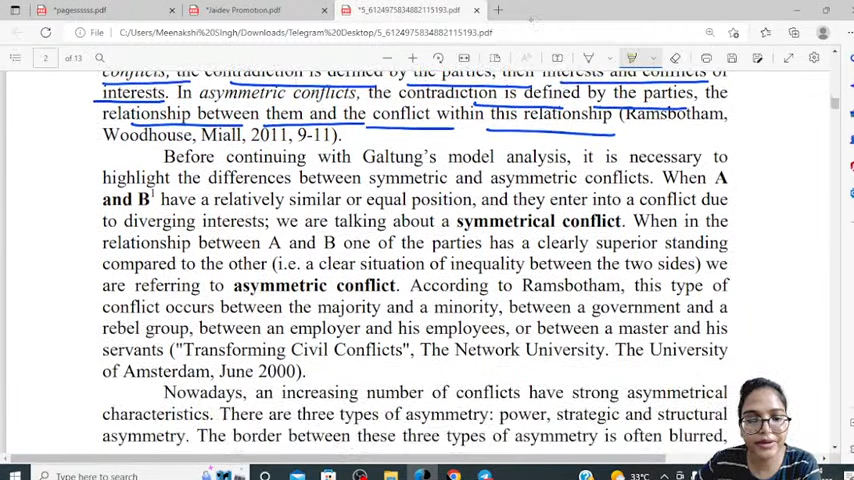 *pagesssss.pdf
*Jaidev Promotion.pdf
*5_6124975834882115193.pdf
C:/Users/Meenakshi%20Singh/Downloads/Telegram%20Desktop/5_6124975834882115193.pdf
2 of 13
conflicts, the contradiction is defined by the parties, their interests and conflicts of
interests. In asymmetric conflicts, the contradiction is defined by the parties, the
relationship between them and the conflict within this relationship (Ramsbotham,
Woodhouse, Miall, 2011, 9-11).
Before continuing with Galtung's model analysis, it is necessary to
highlight the differences between symmetric and asymmetric conflicts. When A
and B1 have a relatively similar or equal position, and they enter into a conflict due
to diverging interests; we are talking about a symmetrical conflict. When in the
relationship between A and B one of the parties has a clearly superior standing
compared to the other (i.e. a clear situation of inequality between the two sides) we
are referring to asymmetric conflict. According to Ramsbotham, this type of
conflict occurs between the majority and a minority, between a government and a
rebel group, between an employer and his employees, or between a master and his
servants ("Transforming Civil Conflicts", The Network University. The University
of Amsterdam, June 2000).
Nowadays, an increasing number of conflicts have strong asymmetrical
characteristics. There are three types of asymmetry: power, strategic and structural
asymmetry. The border between these three types of asymmetry is often blurred,
Type here to search
33°C